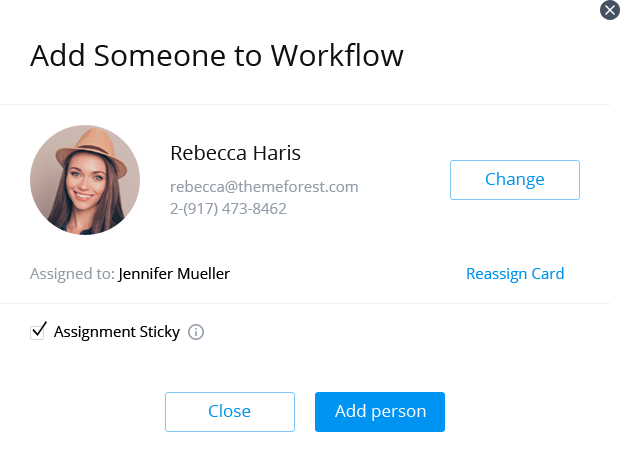 Add Someone to Workflow
Rebecca Haris
rebecca@themeforest.com
2-(917) 473-8462
Change
Assigned to: Jennifer Mueller
Reassign Card
Assignment Sticky
Close
Add person